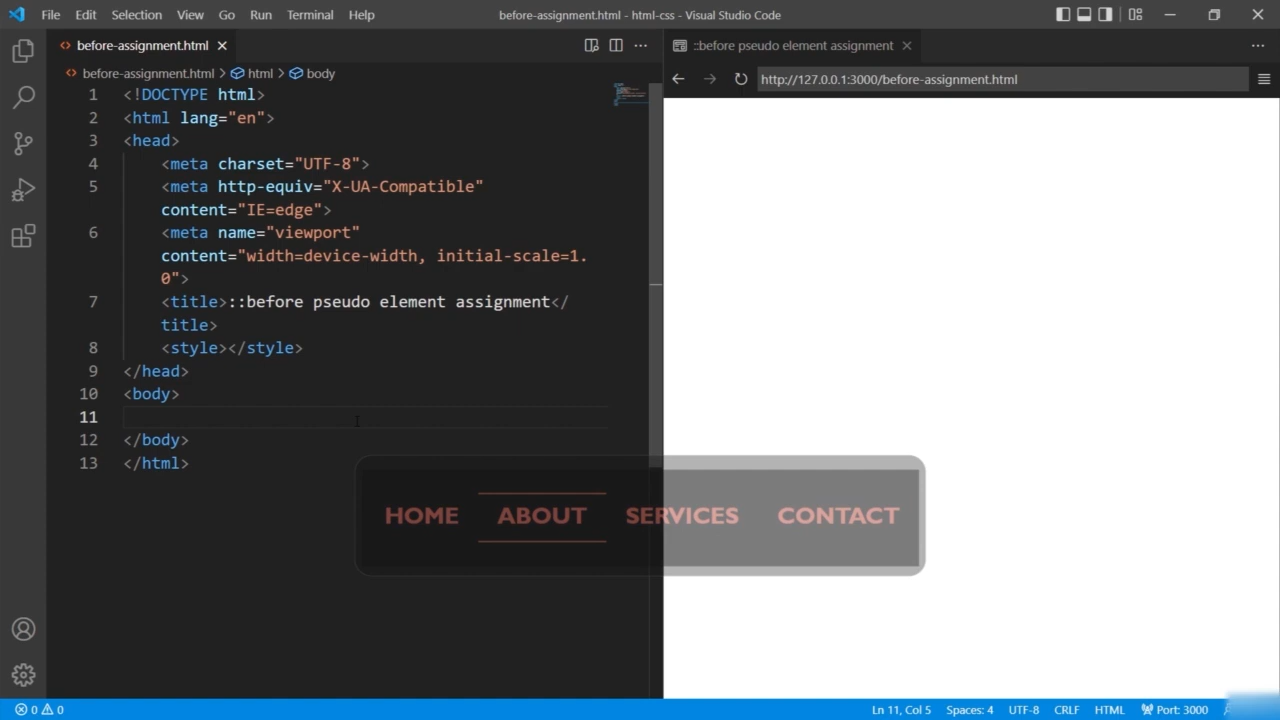 File Edit Selection View Go Run Terminal Help before-assignment.html - html-css - Visual Studio Code
before-assignment.html
::before pseudo element assignment
before-assignment.html > html > body
http://127.0.0.1:3000/before-assignment.html
1 <!DOCTYPE html>
2 <html lang="en">
3 <head>
4 <meta charset="UTF-8">
5 <meta http-equiv="X-UA-Compatible"
content="IE=edge">
6 <meta name="viewport"
content="width=device-width, initial-scale=1.
0">
7 <title>::before pseudo element assignment</
title>
8 <style></style>
9 </head>
10 <body>
11
12 </body>
13 </html>
HOME ABOUT SERVICES CONTACT
0 0 Ln 11, Col 5 Spaces: 4 UTF-8 CRLF HTML Port: 3000